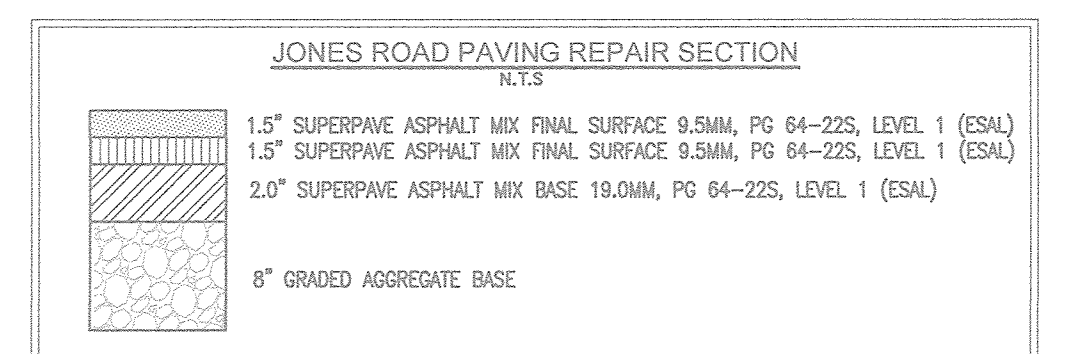 JONES ROAD PAVING REPAIR SECTION
N.T.S
1.5" SUPERPAVE ASPHALT MIX FINAL SURFACE 9.5MM, PG 64-22S, LEVEL 1 (ESAL)
1.5" SUPERPAVE ASPHALT MIX FINAL SURFACE 9.5MM, PG 64-22S, LEVEL 1 (ESAL)
2.0" SUPERPAVE ASPHALT MIX BASE 19.0MM, PG 64-22S, LEVEL 1 (ESAL)
8" GRADED AGGREGATE BASE